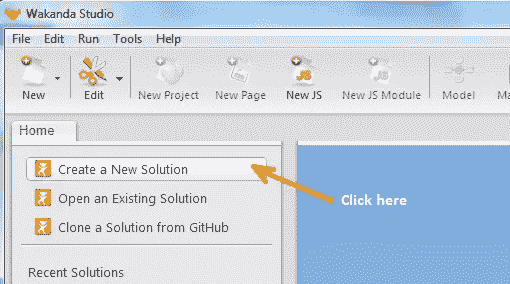 Wakanda Studio
File Edit Run Tools Help
New Edit New Project New Page New JS New JS Module Model
Home
Create a New Solution
Open an Existing Solution
Click here
Clone a Solution from GitHub
Recent Solutions